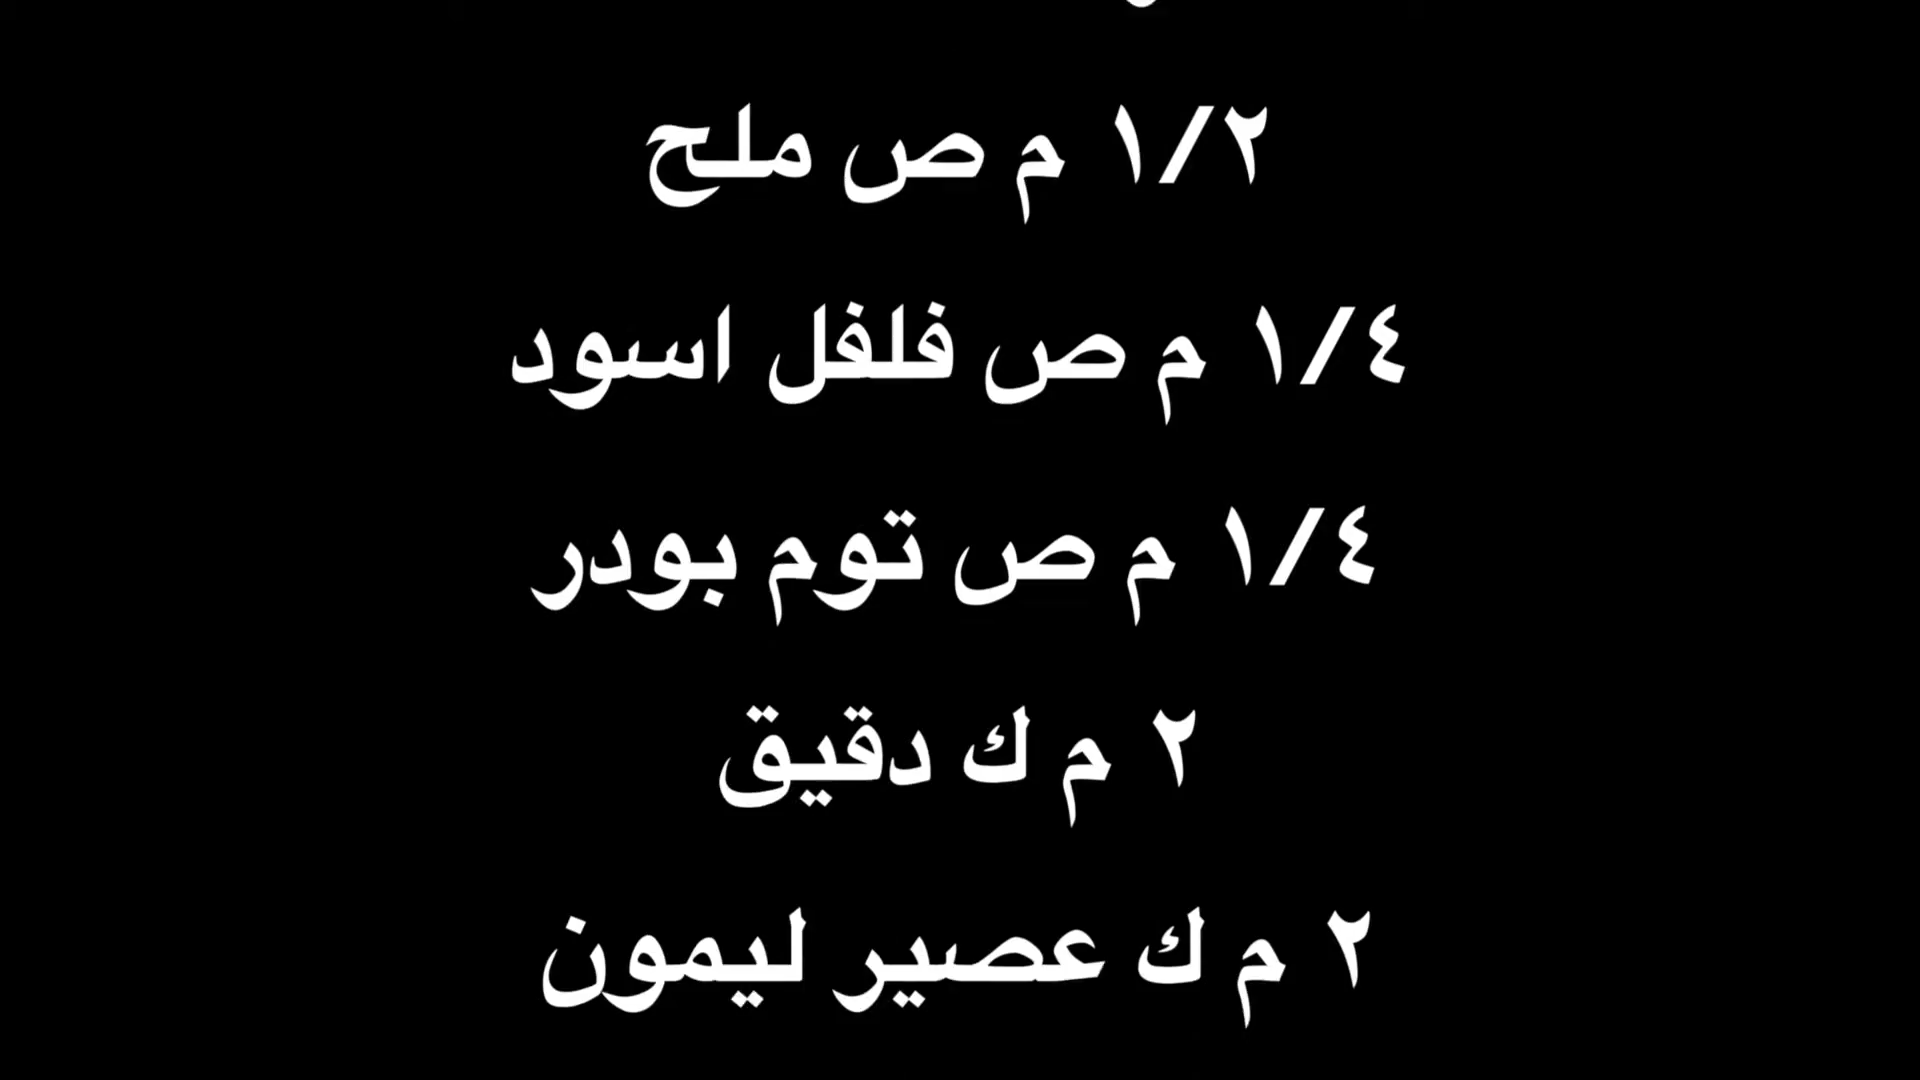 ١/٢ م ص ملح
١/٤ م ص فلفل اسود
١/٤ م ص توم بودر
٢ م ك دقيق
٢ م ك عصير ليمون